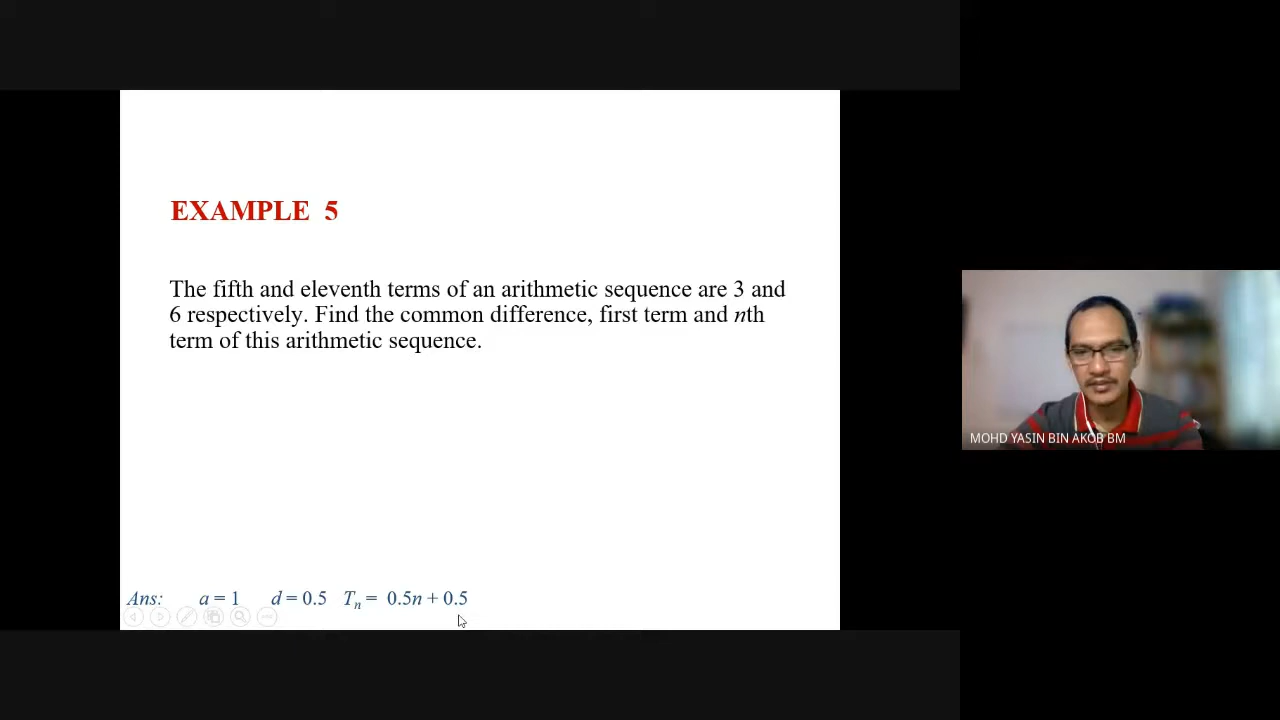 EXAMPLE 5
The fifth and eleventh terms of an arithmetic sequence are 3 and
6 respectively. Find the common difference, first term and nth
term of this arithmetic sequence.
Ans: a = 1 d = 0.5 Tn = 0.5n + 0.5
MOHD YASIN BIN AKOB BM